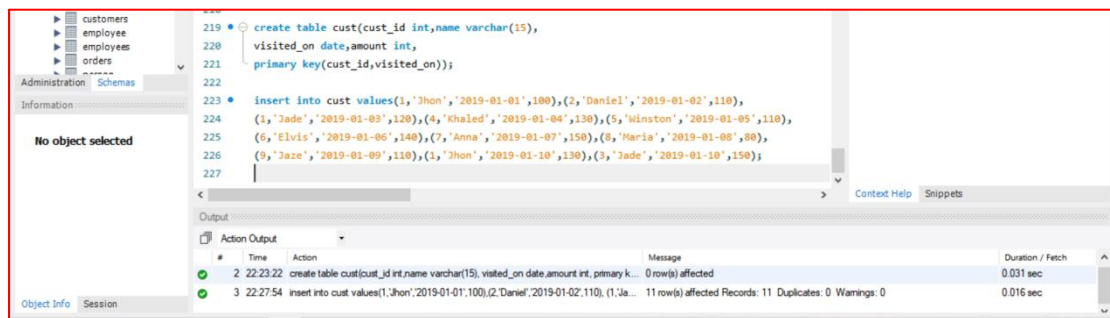 customers
employee
employees
orders
Administration Schemas
Information
No object selected
Object Info Session
219 create table cust(cust_id int,name varchar(15),
220 visited_on date,amount int,
221 primary key(cust_id,visited_on));
222
223 insert into cust values(1,'Jhon','2019-01-01',100),(2,'Daniel','2019-01-02',110),
224 (1,'Jade','2019-01-03',120),(4,'Khaled','2019-01-04',130),(5,'Winston','2019-01-05',110),
225 (6,'Elvis','2019-01-06',140),(7,'Anna','2019-01-07',150),(8,'Maria','2019-01-08',80),
226 (9,'Jaze','2019-01-09',110),(1,'Jhon','2019-01-10',130),(3,'Jade','2019-01-10',150);
227
Context Help Snippets
Output
Action Output
# Time Action Message Duration / Fetch
2 22:23:22 create table cust(cust_id int,name varchar(15), visited_on date,amount int, primary k... 0 row(s) affected 0.031 sec
3 22:27:54 insert into cust values(1,'Jhon','2019-01-01',100),(2,'Daniel','2019-01-02',110), (1,'Ja... 11 row(s) affected Records: 11 Duplicates: 0 Warnings: 0 0.016 sec